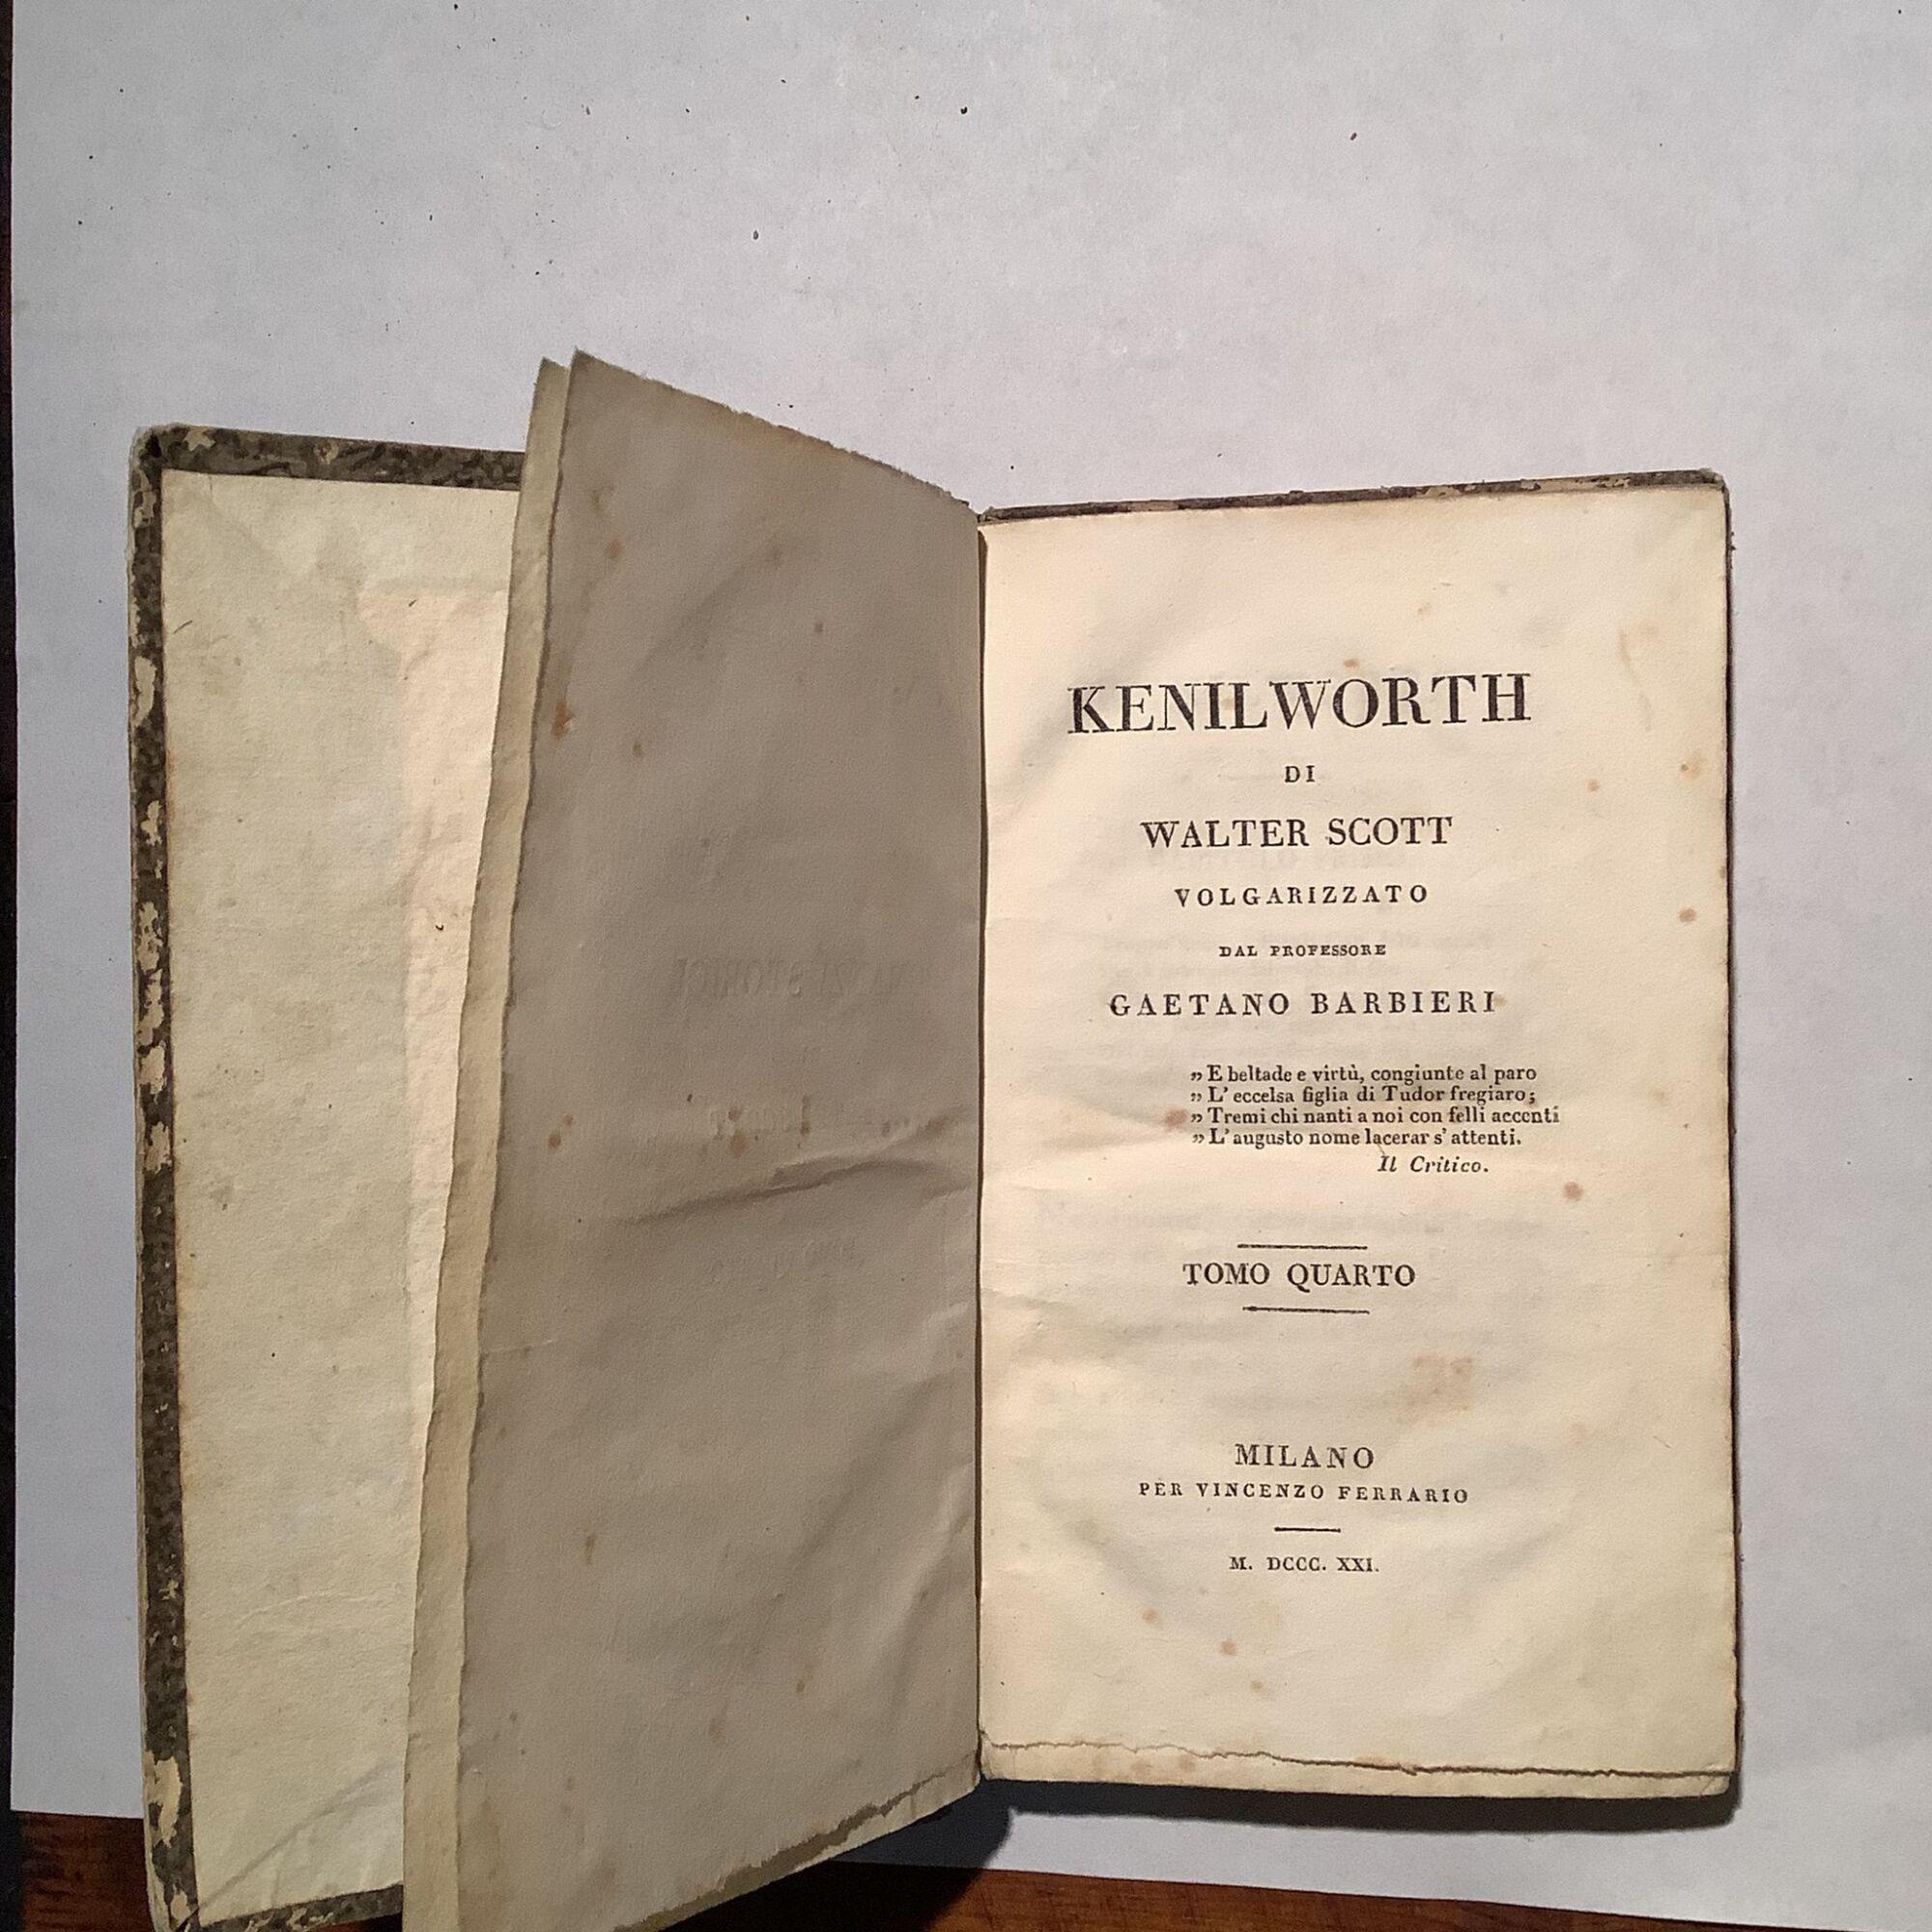 KENILWORTH
DI
WALTER SCOTT
VOLGARIZZATO
DAL PROFESSORE
GAETANO BARBIERI
„ E beltade e virtù, congiunte al paro
„ L' eccelsa figlia di Tudor fregiaro;
„ Tremi chi nanti a noi con felli accenti
„ L' augusto nome lacerar s' attenti.
Il Critico.
TOMO QUARTO
MILANO
PER VINCENZO FERRARIO
M. DCCC. XXI.